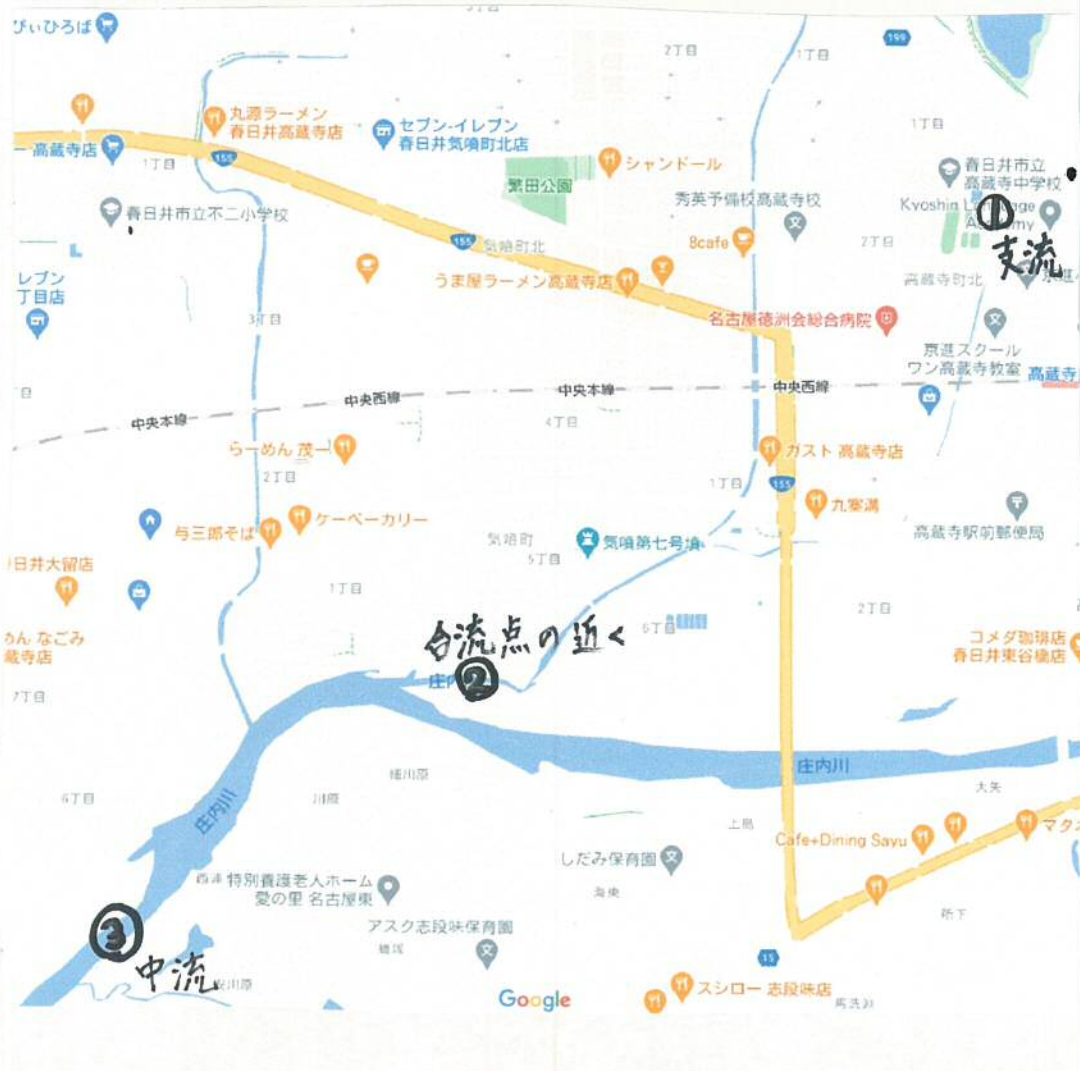 ぴぃひろば
2丁目
1丁目
199
丸源ラーメン
春日井高蔵寺店
セブン-イレブン
春日井気噴町北店
1丁目
高蔵寺店
155
1丁目
シャンドール
繁田公園
春日井市立
高蔵寺中学校
秀英予備校高蔵寺校
春日井市立不二小学校
①
支流
155
気噴町北
8cafe
2丁目
高蔵寺町北
レブン
丁目店
うま屋ラーメン高蔵寺店
3丁目
名古屋徳洲会総合病院
京進スクール
ワン高蔵寺教室
高蔵寺
目
中央本線
中央西線
中央本線
中央西線
4丁目
らーめん 茂一
ガスト 高蔵寺店
2丁目
1丁目
155
与三郎そば
ケーベーカリー
高蔵寺駅前郵便局
気噴町
5丁目
気噴第七号墳
日井大留店
1丁目
2丁目
合流点の近く
6丁目
めん なごみ
蔵寺店
コメダ珈琲店
春日井東谷橋店
②
7丁目
庄内川
大矢
6丁目
川原
庄内川
上島
Cafe+Dining Sayu
マタ
しだみ保育園
特別養護老人ホーム
愛の里 名古屋東
海東
所下
③
中流
アスク志段味保育園
15
Google
スシロー 志段味店